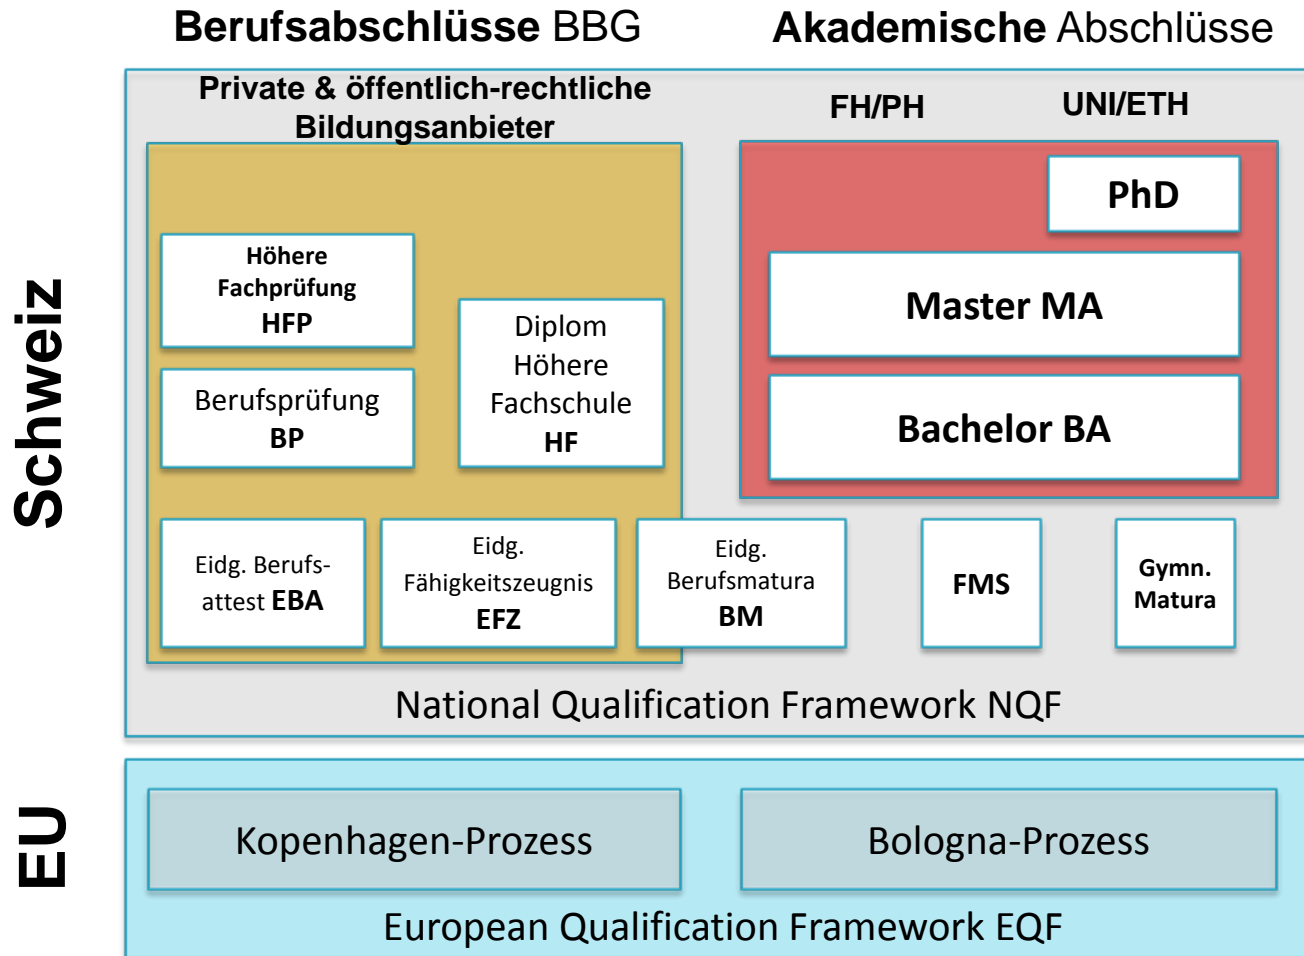 Berufsabschlüsse BBG
Akademische Abschlüsse
Schweiz
Private & öffentlich-rechtliche
Bildungsanbieter
FH/PH
UNI/ETH
PhD
Höhere
Fachprüfung
HFP
Diplom
Höhere
Fachschule
HF
Master MA
Berufsprüfung
BP
Bachelor BA
Eidg. Berufs-
attest EBA
Eidg.
Fähigkeitszeugnis
EFZ
Eidg.
Berufsmatura
BM
FMS
Gymn.
Matura
National Qualification Framework NQF
EU
Kopenhagen-Prozess
Bologna-Prozess
European Qualification Framework EQF